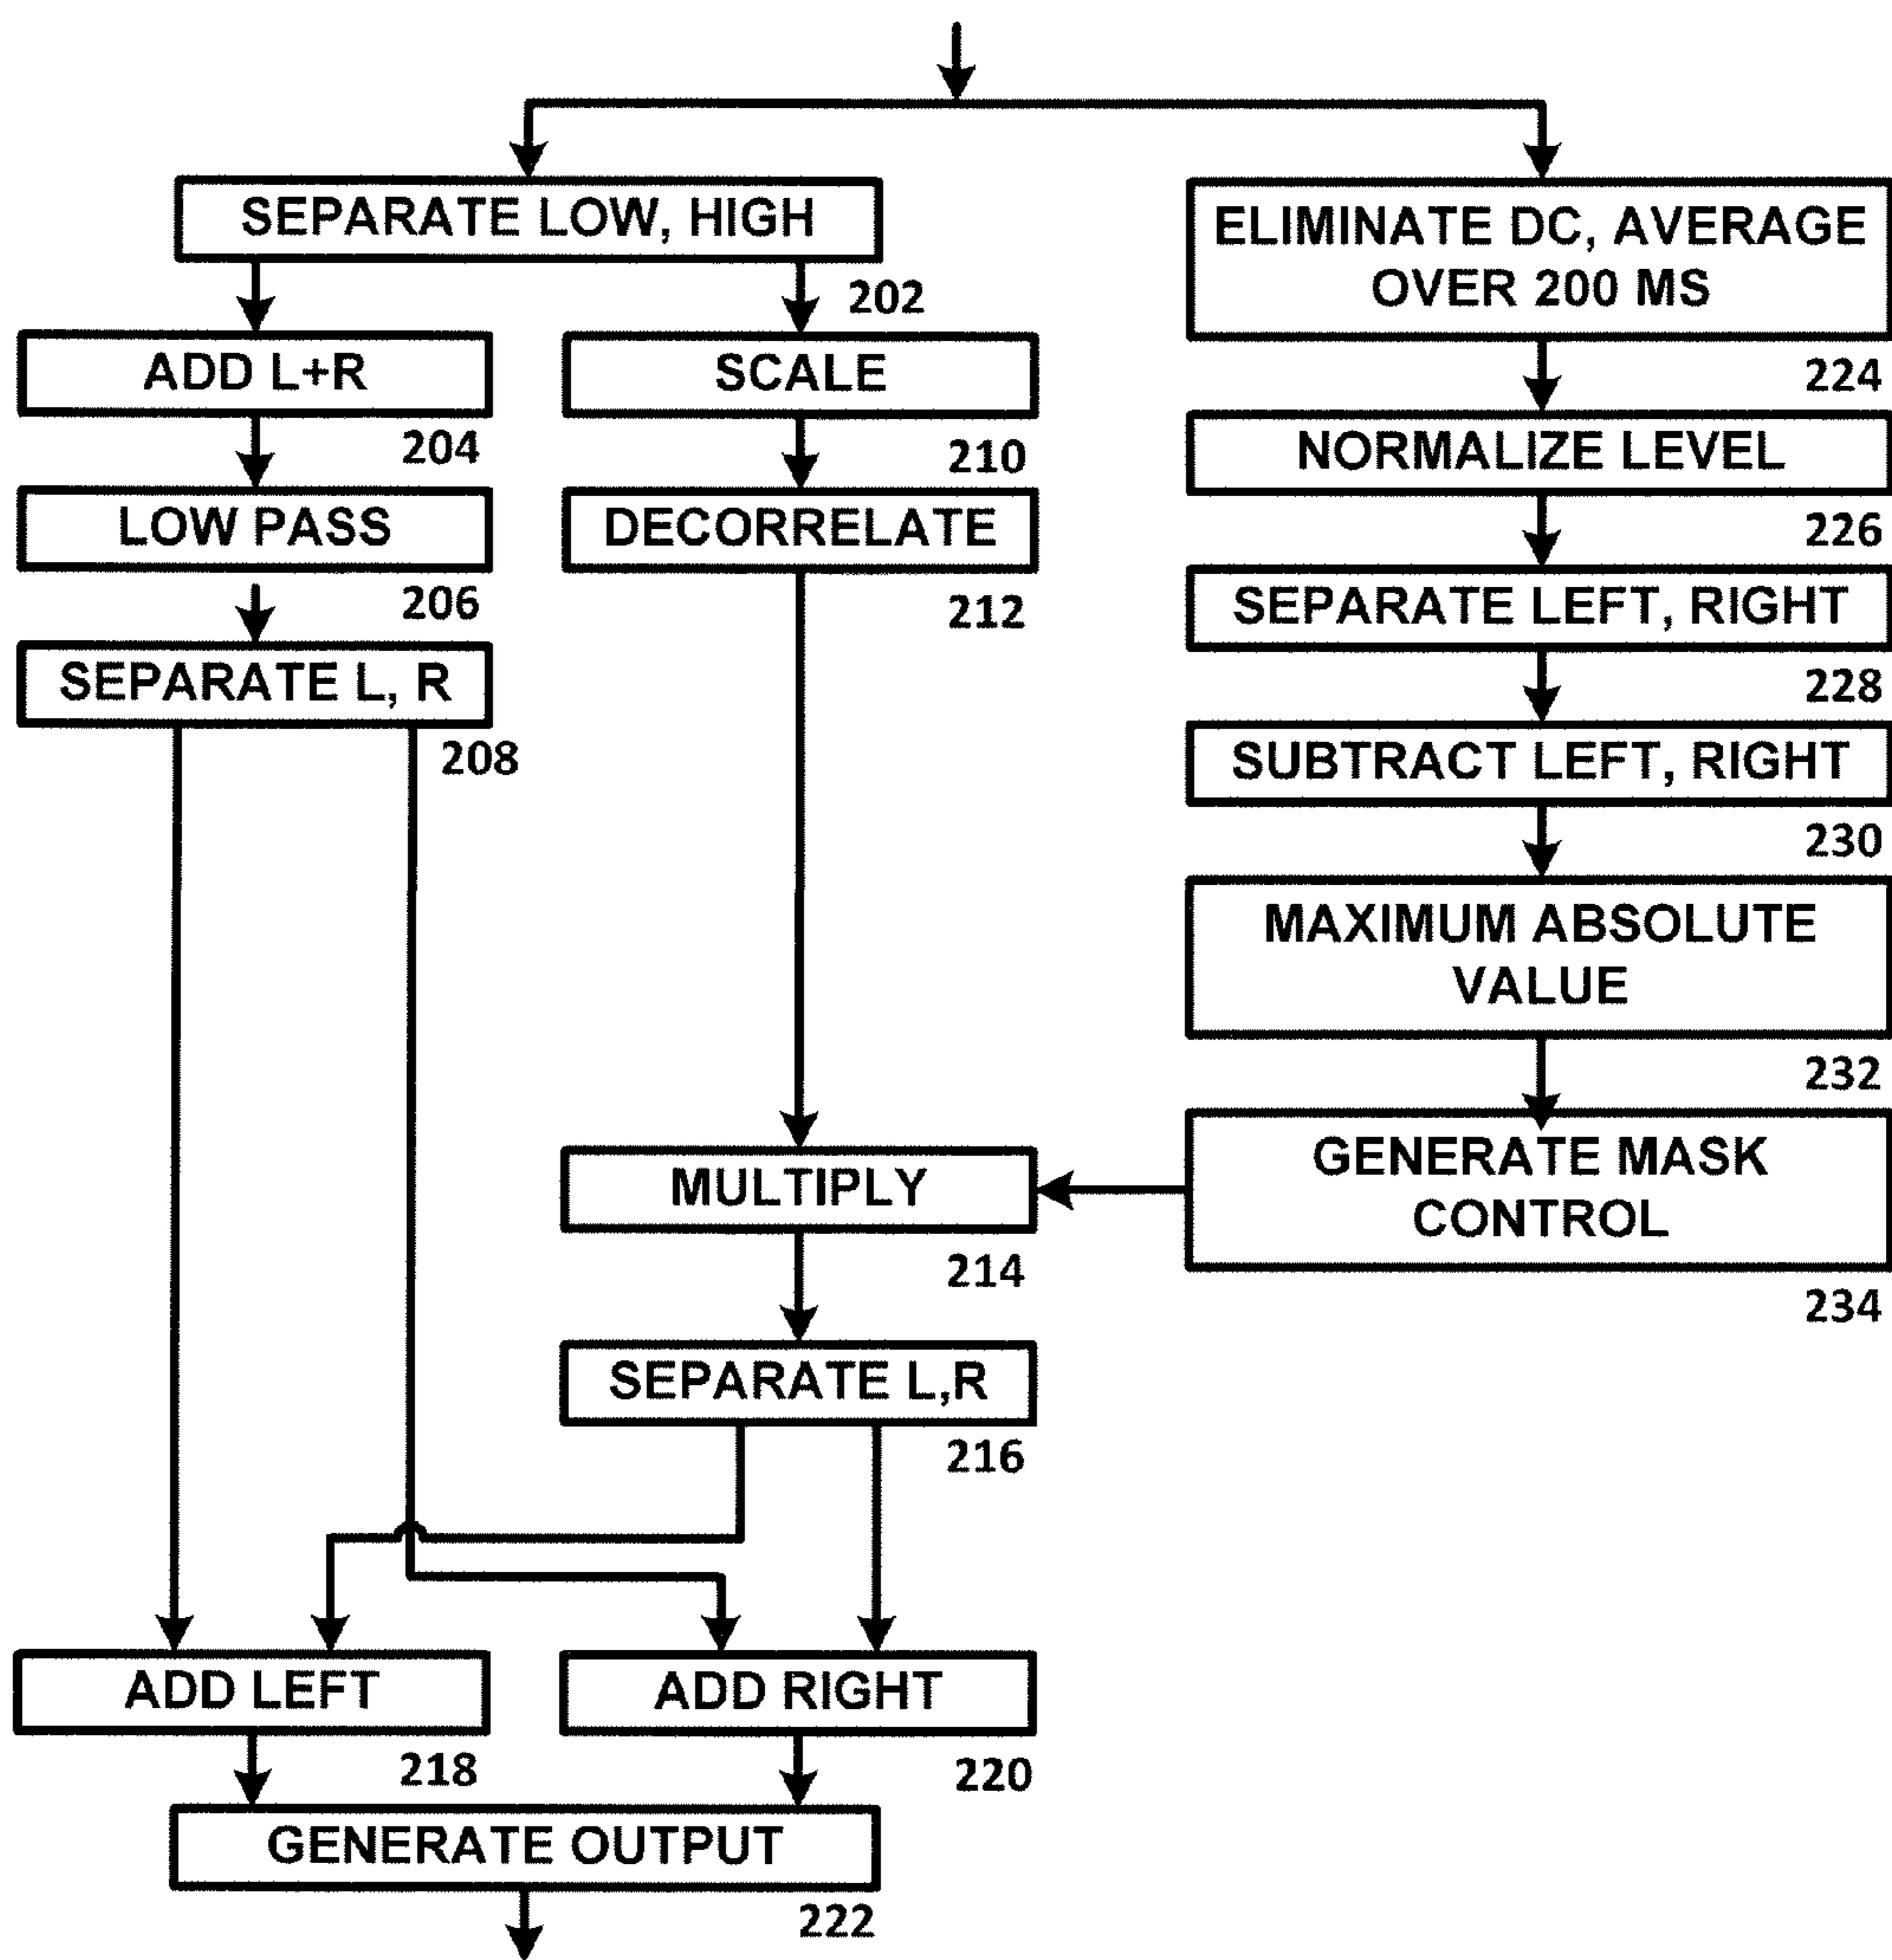 SEPARATE LOW, HIGH
202
ADD L+R
204
LOW PASS
206
SEPARATE L, R
208
SCALE
210
DECORRELATE
212
MULTIPLY
214
SEPARATE L,R
216
ADD LEFT
218
ADD RIGHT
220
GENERATE OUTPUT
222
ELIMINATE DC, AVERAGE
OVER 200 MS
224
NORMALIZE LEVEL
226
SEPARATE LEFT, RIGHT
228
SUBTRACT LEFT, RIGHT
230
MAXIMUM ABSOLUTE
VALUE
232
GENERATE MASK
CONTROL
234